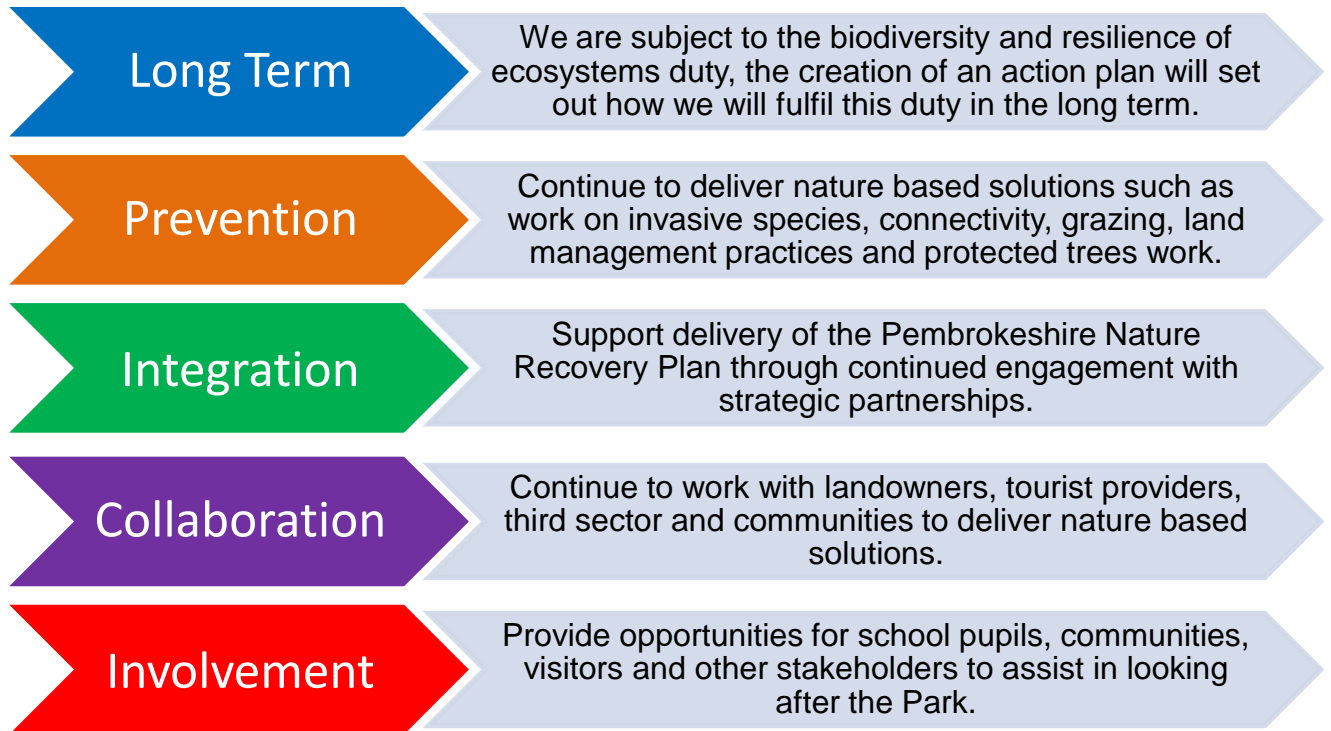 Long Term
We are subject to the biodiversity and resilience of
ecosystems duty, the creation of an action plan will set
out how we will fulfil this duty in the long term.
Prevention
Continue to deliver nature based solutions such as
work on invasive species, connectivity, grazing, land
management practices and protected trees work.
Integration
Support delivery of the Pembrokeshire Nature
Recovery Plan through continued engagement with
strategic partnerships.
Collaboration
Continue to work with landowners, tourist providers,
third sector and communities to deliver nature based
solutions.
Involvement
Provide opportunities for school pupils, communities,
visitors and other stakeholders to assist in looking
after the Park.